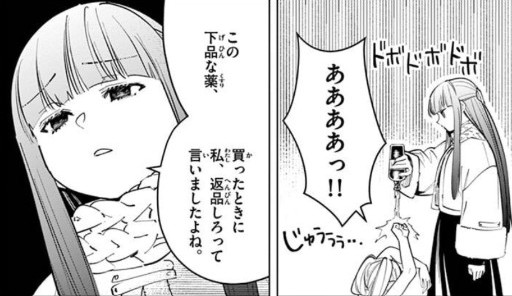 ドボドボドボ
ああああっ!!
じゅうううう…
この
下品な薬、
買ったときに
私、返品しろって
言いましたよね。